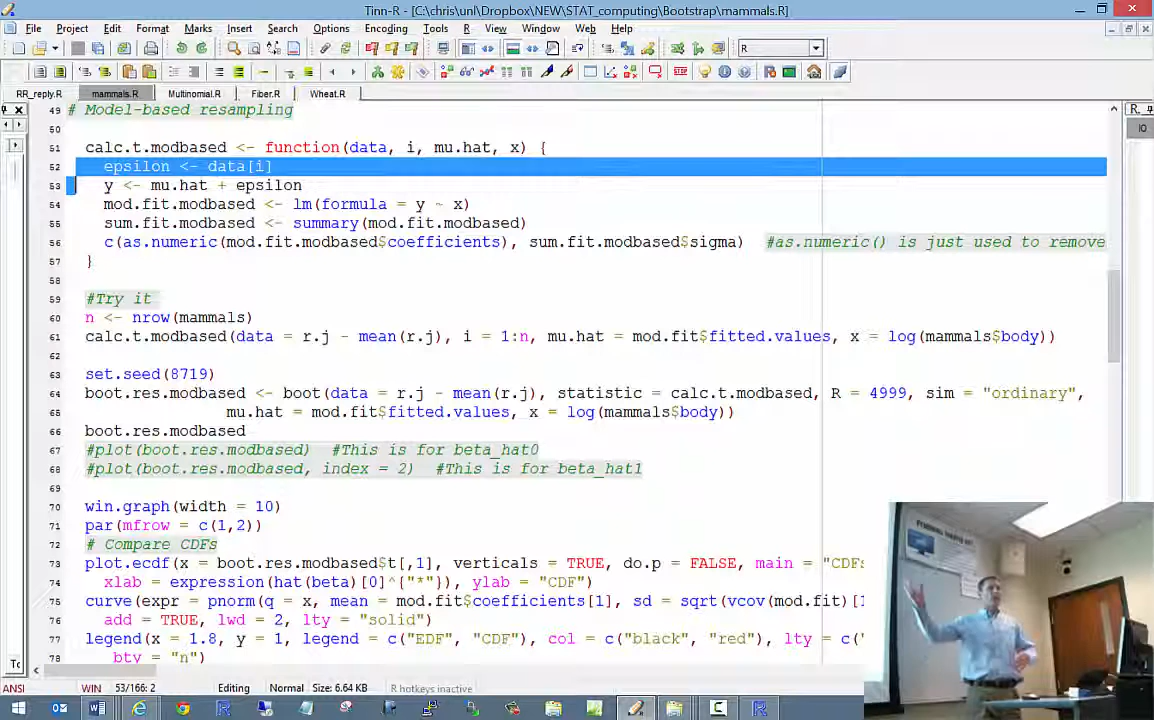 Tinn-R - [C:\chris\unl\Dropbox\NEW\STAT_computing\Bootstrap\mammals.R]
File Project Edit Format Marks Insert Search Options Encoding Tools R View Window Web Help
R
RR_reply.R mammals.R Multinomial.R Fiber.R Wheat.R
49 # Model-based resampling
50
51 calc.t.modbased <- function(data, i, mu.hat, x) {
52 epsilon <- data[i]
53 y <- mu.hat + epsilon
54 mod.fit.modbased <- lm(formula = y ~ x)
55 sum.fit.modbased <- summary(mod.fit.modbased)
56 c(as.numeric(mod.fit.modbased$coefficients), sum.fit.modbased$sigma) #as.numeric() is just used to remove
57 }
58
59 #Try it
60 n <- nrow(mammals)
61 calc.t.modbased(data = r.j - mean(r.j), i = 1:n, mu.hat = mod.fit$fitted.values, x = log(mammals$body))
62
63 set.seed(8719)
64 boot.res.modbased <- boot(data = r.j - mean(r.j), statistic = calc.t.modbased, R = 4999, sim = "ordinary",
65 mu.hat = mod.fit$fitted.values, x = log(mammals$body))
66 boot.res.modbased
67 #plot(boot.res.modbased) #This is for beta_hat0
68 #plot(boot.res.modbased, index = 2) #This is for beta_hat1
69
70 win.graph(width = 10)
71 par(mfrow = c(1,2))
72 # Compare CDFs
73 plot.ecdf(x = boot.res.modbased$t[,1], verticals = TRUE, do.p = FALSE, main = "CDFs
74 xlab = expression(hat(beta)[0]^{"*"}), ylab = "CDF")
75 curve(expr = pnorm(q = x, mean = mod.fit$coefficients[1], sd = sqrt(vcov(mod.fit)[1
76 add = TRUE, lwd = 2, lty = "solid")
77 legend(x = 1.8, y = 1, legend = c("EDF", "CDF"), col = c("black", "red"), lty = c("
78 bty = "n")
ANSI WIN 53/166: 2 Editing Normal Size: 6.64 KB R hotkeys inactive